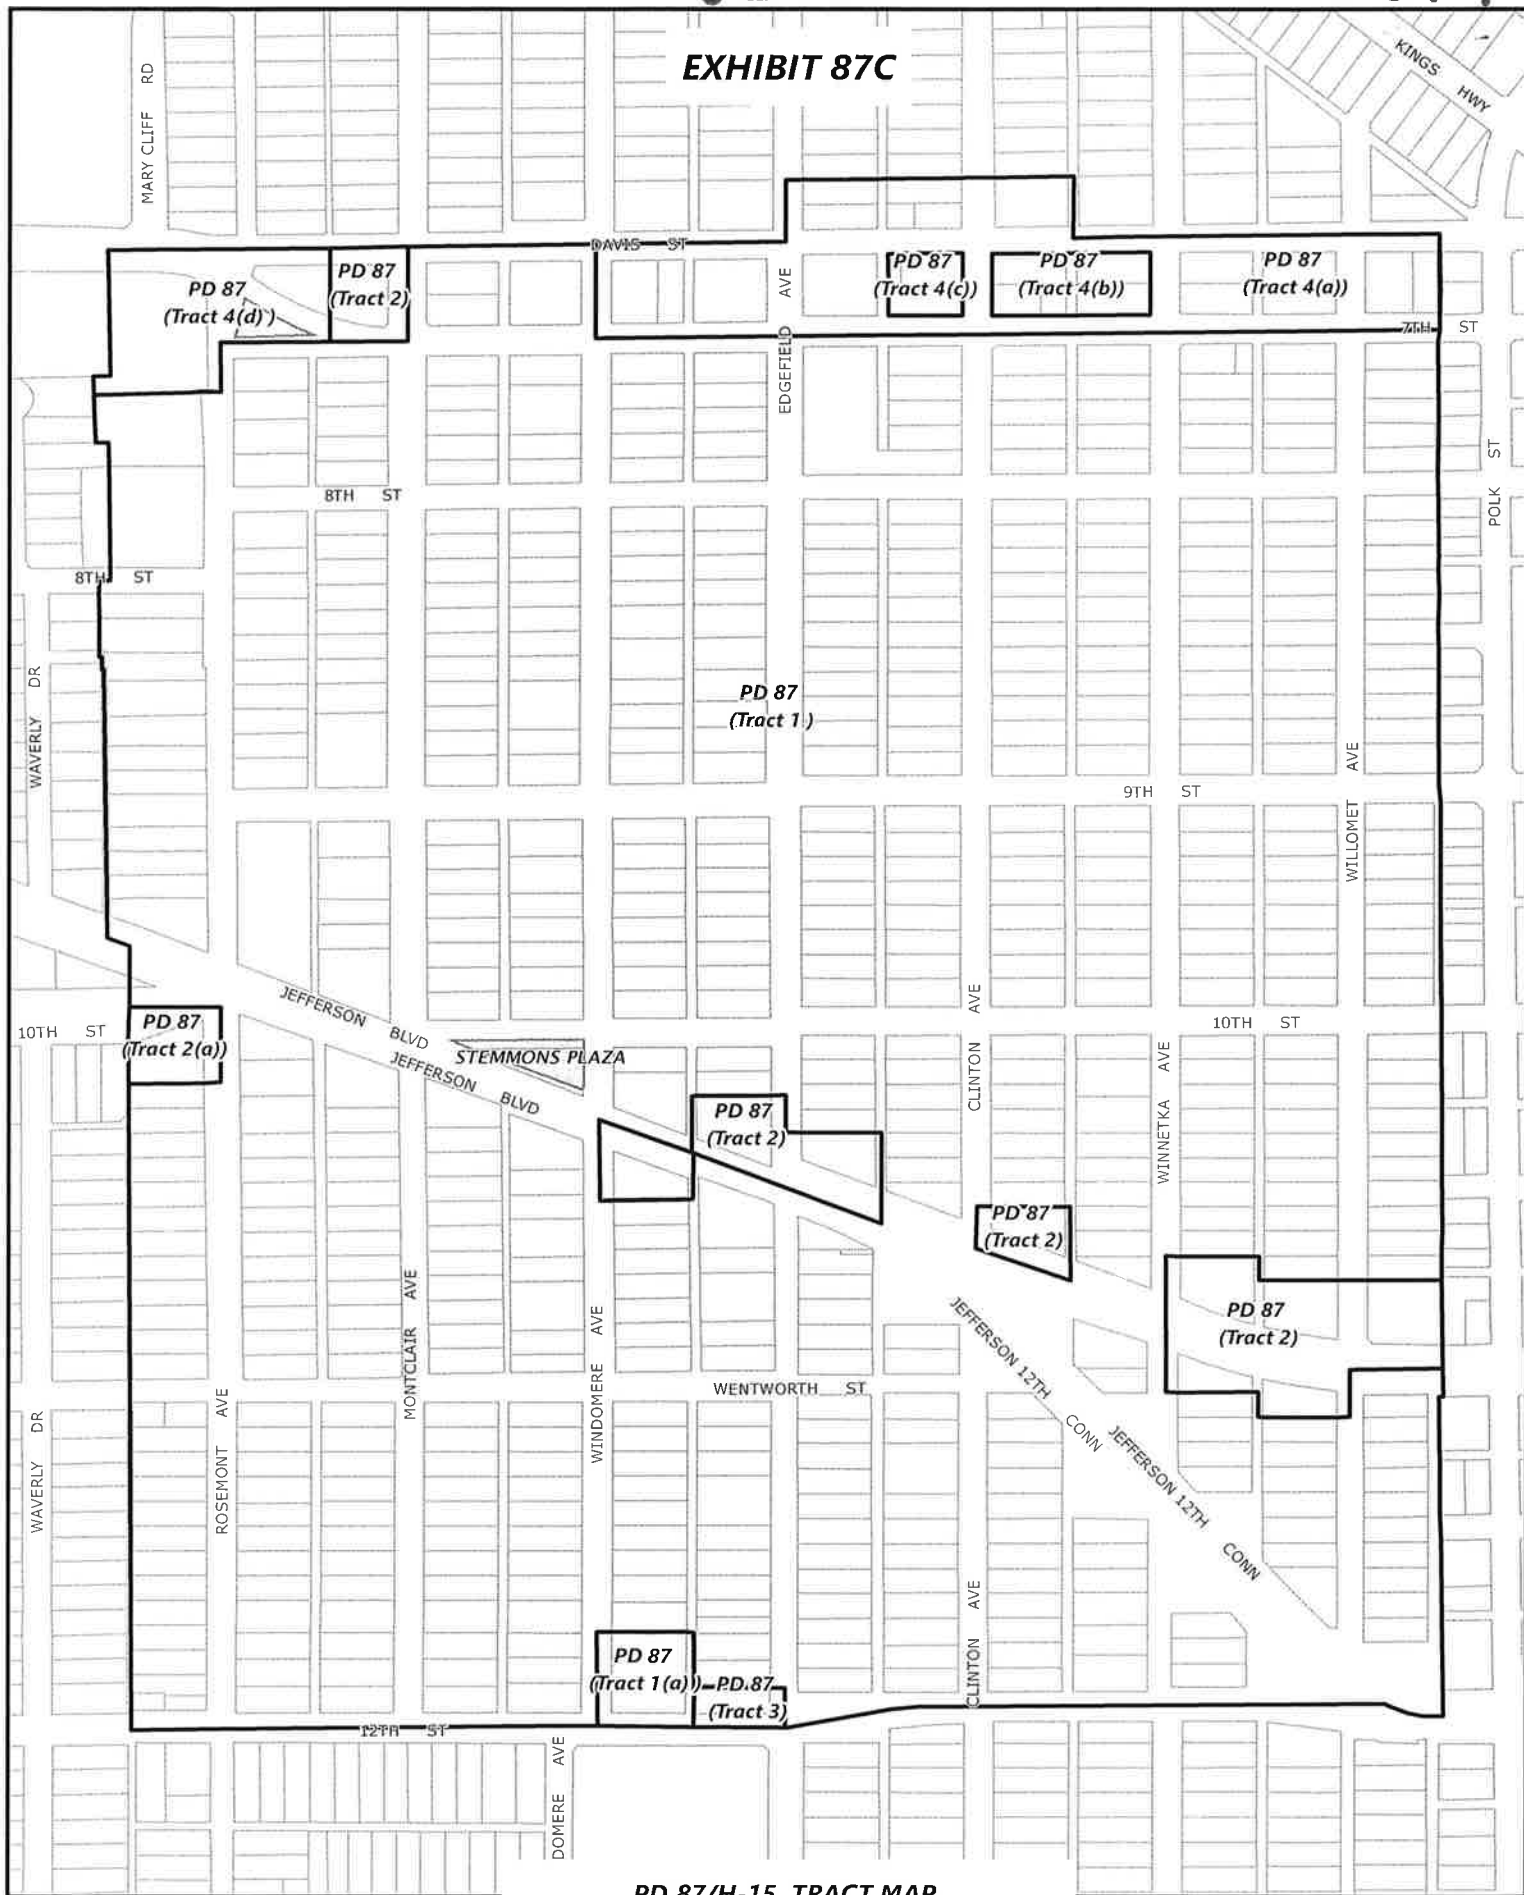 EXHIBIT 87C
KINGS HWY
MARY CLIFF RD
DAVIS ST
PD 87
(Tract 4(d))
PD 87
(Tract 2)
EDGEFIELD AVE
PD 87
(Tract 4(c))
PD 87
(Tract 4(b))
PD 87
(Tract 4(a))
7TH ST
POLK ST
8TH ST
8TH ST
WAVERLY DR
PD 87
(Tract 1)
9TH ST
WILLOMET AVE
JEFFERSON BLVD
10TH ST
PD 87
(Tract 2(a))
JEFFERSON BLVD
STEMMONS PLAZA
CLINTON AVE
10TH ST
WINNETKA AVE
PD 87
(Tract 2)
PD 87
(Tract 2)
PD 87
(Tract 2)
MONTCLAIR AVE
WINDOMERE AVE
JEFFERSON 12TH CONN
WENTWORTH ST
WAVERLY DR
ROSEMONT AVE
JEFFERSON 12TH CONN
CLINTON AVE
PD 87
(Tract 1(a))
PD 87
(Tract 3)
12TH ST
DOMERE AVE
PD 87/H-15 TRACT MAP